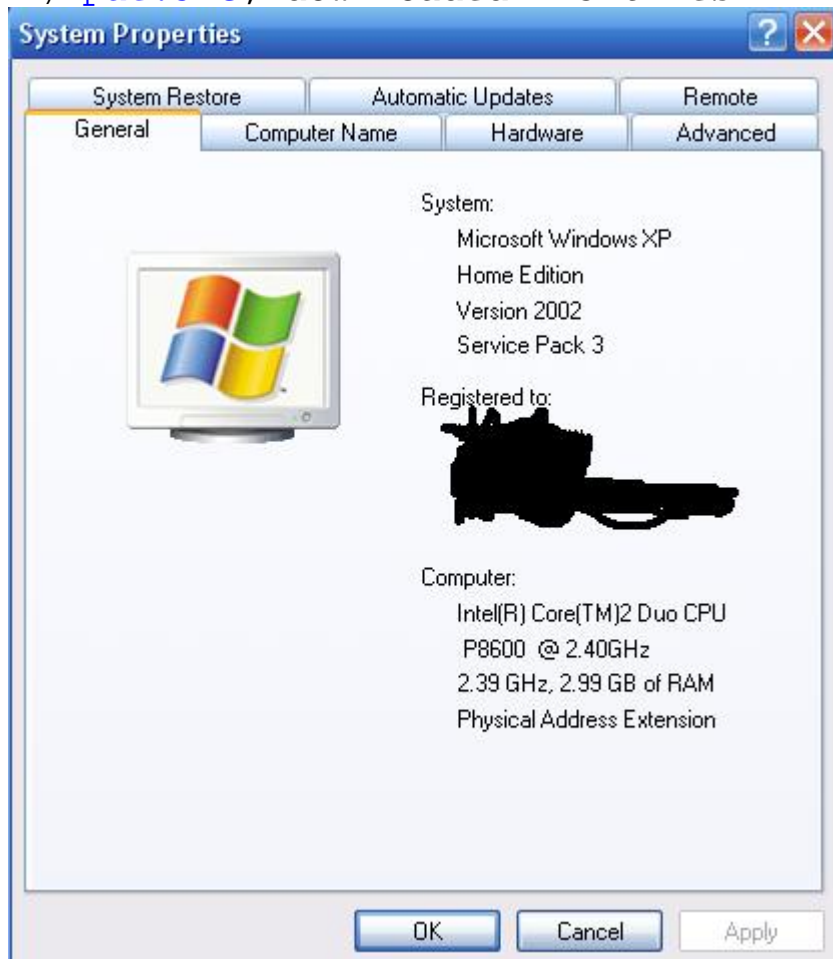 System Properties
System Restore
Automatic Updates
Remote
General
Computer Name
Hardware
Advanced
System:
Microsoft Windows XP
Home Edition
Version 2002
Service Pack 3
Registered to:
Computer:
Intel(R) Core(TM)2 Duo CPU
P8600 @ 2.40GHz
2.39 GHz, 2.99 GB of RAM
Physical Address Extension
OK
Cancel
Apply